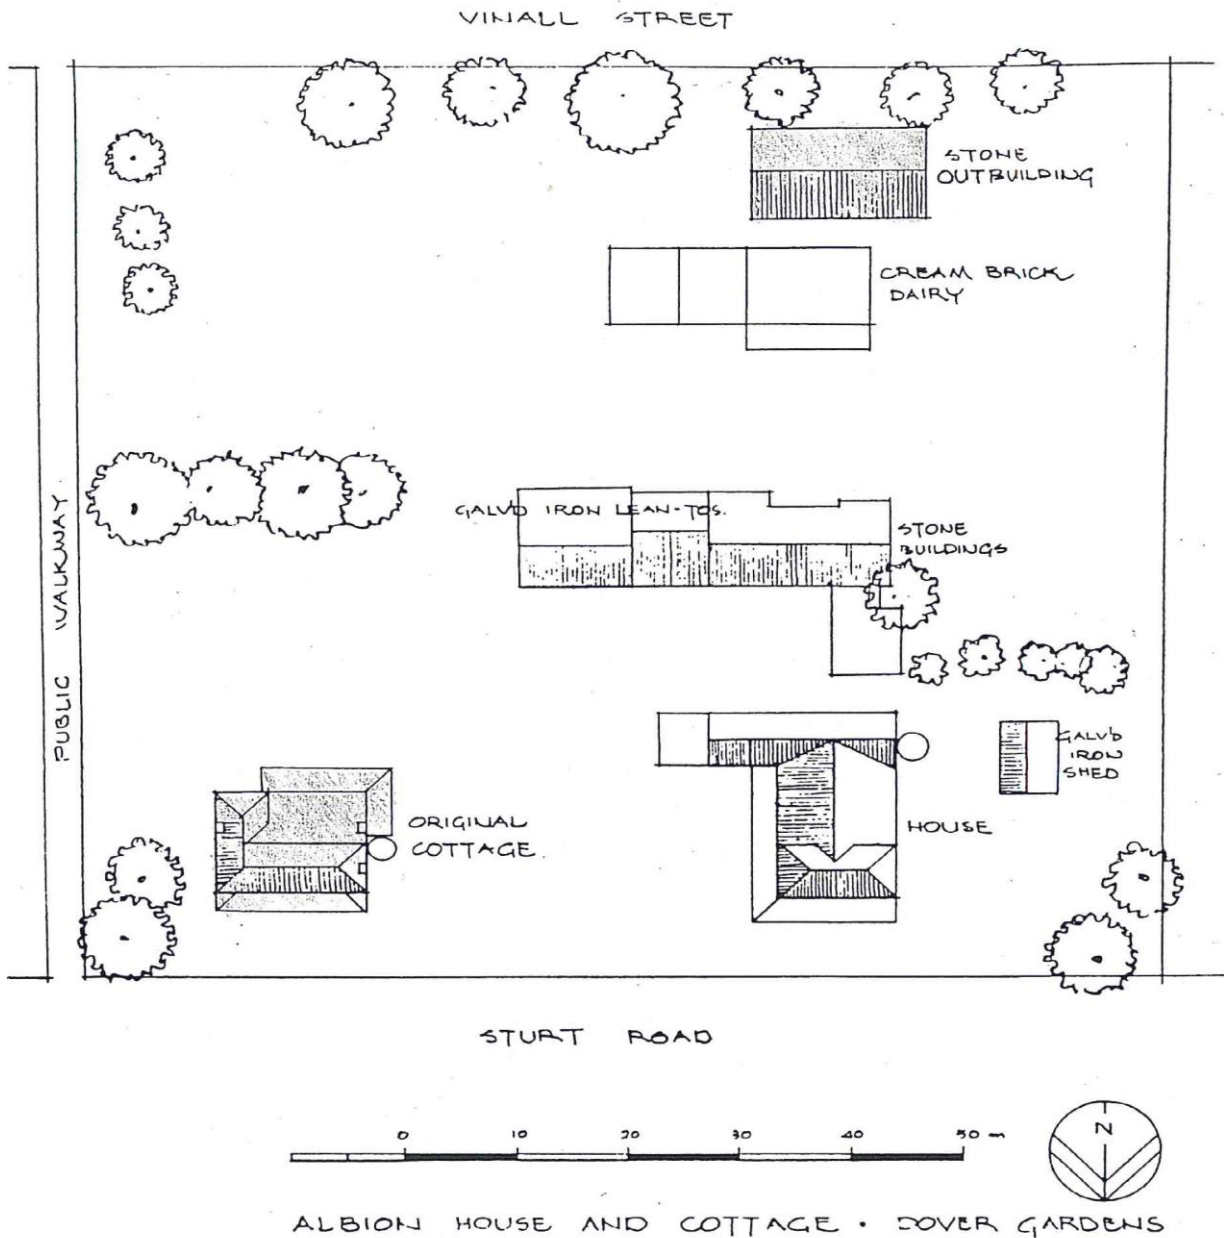 VINALL STREET
STONE
OUTBUILDING
CREAM BRICK
DAIRY
GALV'D IRON LEAN-TOS.
STONE
BUILDINGS
PUBLIC WALKWAY
GALV'D
IRON
SHED
ORIGINAL
COTTAGE
HOUSE
STURT ROAD
0 10 20 30 40 50 m
N
ALBION HOUSE AND COTTAGE • DOVER GARDENS